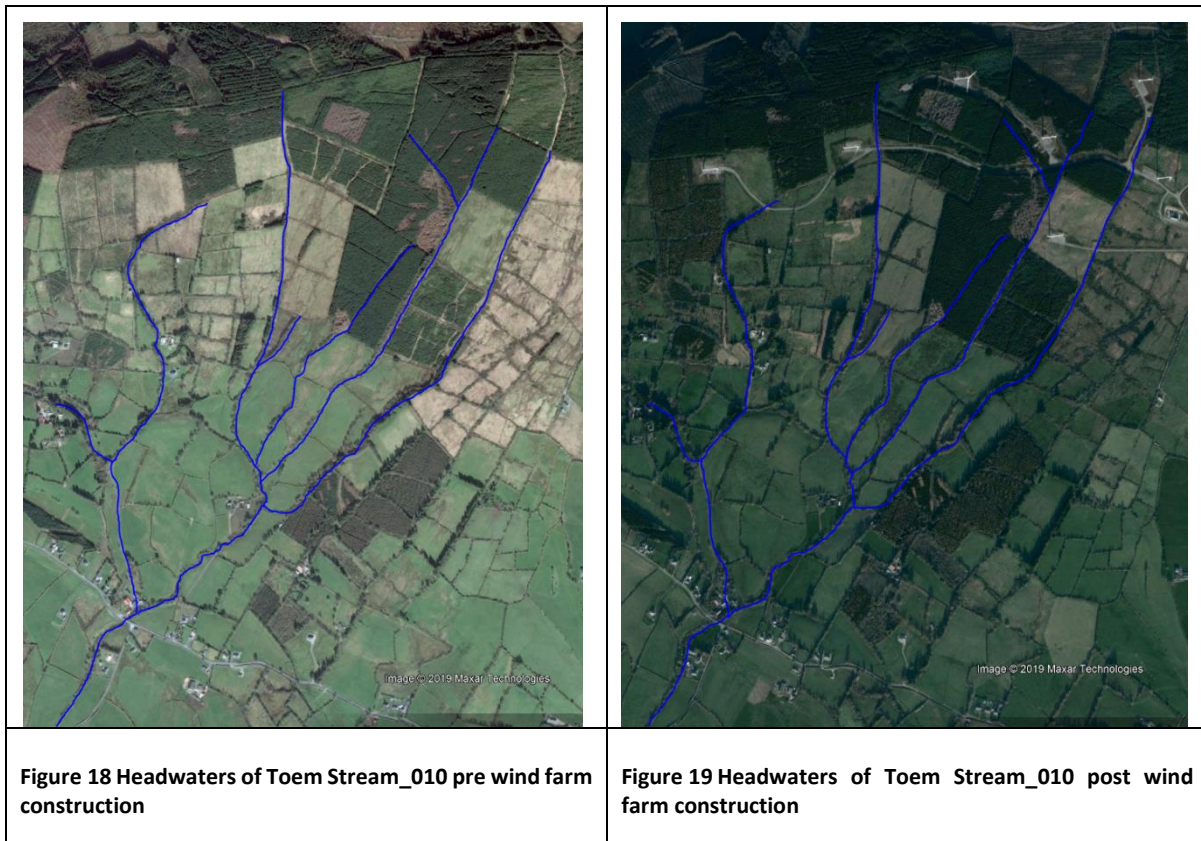 Image © 2019 Maxar Technologies
Image © 2019 Maxar Technologies
Figure 18 Headwaters of Toem Stream_010 pre wind farm
construction
Figure 19 Headwaters of Toem Stream_010 post wind
farm construction